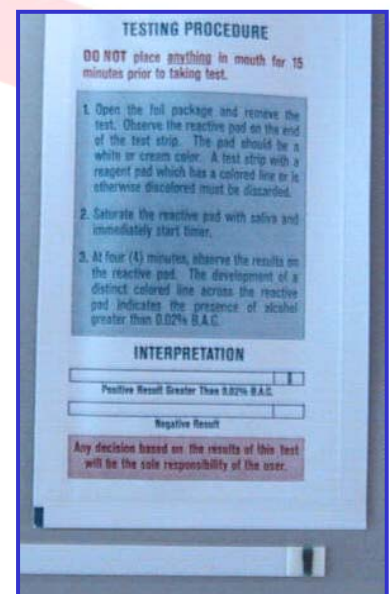 TESTING PROCEDURE
DO NOT place anything in mouth for 15
minutes prior to taking test.
1. Open the foil package and remove the
test. Observe the reactive pad on the end
of the test strip. The pad should be a
white or cream color. A test strip with a
reagent pad which has a colored line or is
otherwise discolored must be discarded.
2. Saturate the reactive pad with saliva and
immediately start timer.
3. At four (4) minutes, observe the results on
the reactive pad. The development of a
distinct colored line across the reactive
pad indicates the presence of alcohol
greater than 0.02% B.A.C.
INTERPRETATION
Positive Result Greater Than 0.02% B.A.C.
Negative Result
Any decision based on the results of this test
will be the sole responsibility of the user.